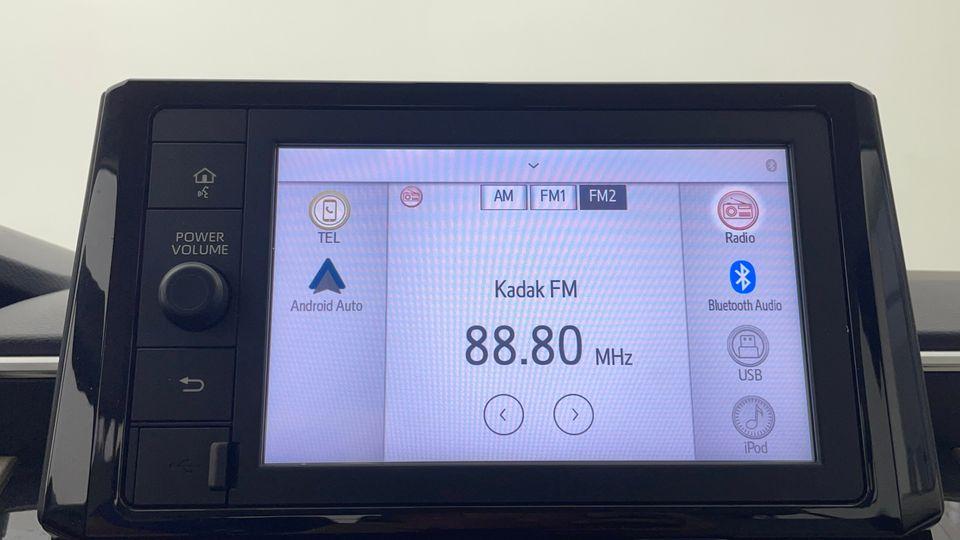 POWER
VOLUME
AM FM1 FM2
TEL
Android Auto
Kadak FM
88.80 MHz
Radio
Bluetooth Audio
USB
iPod